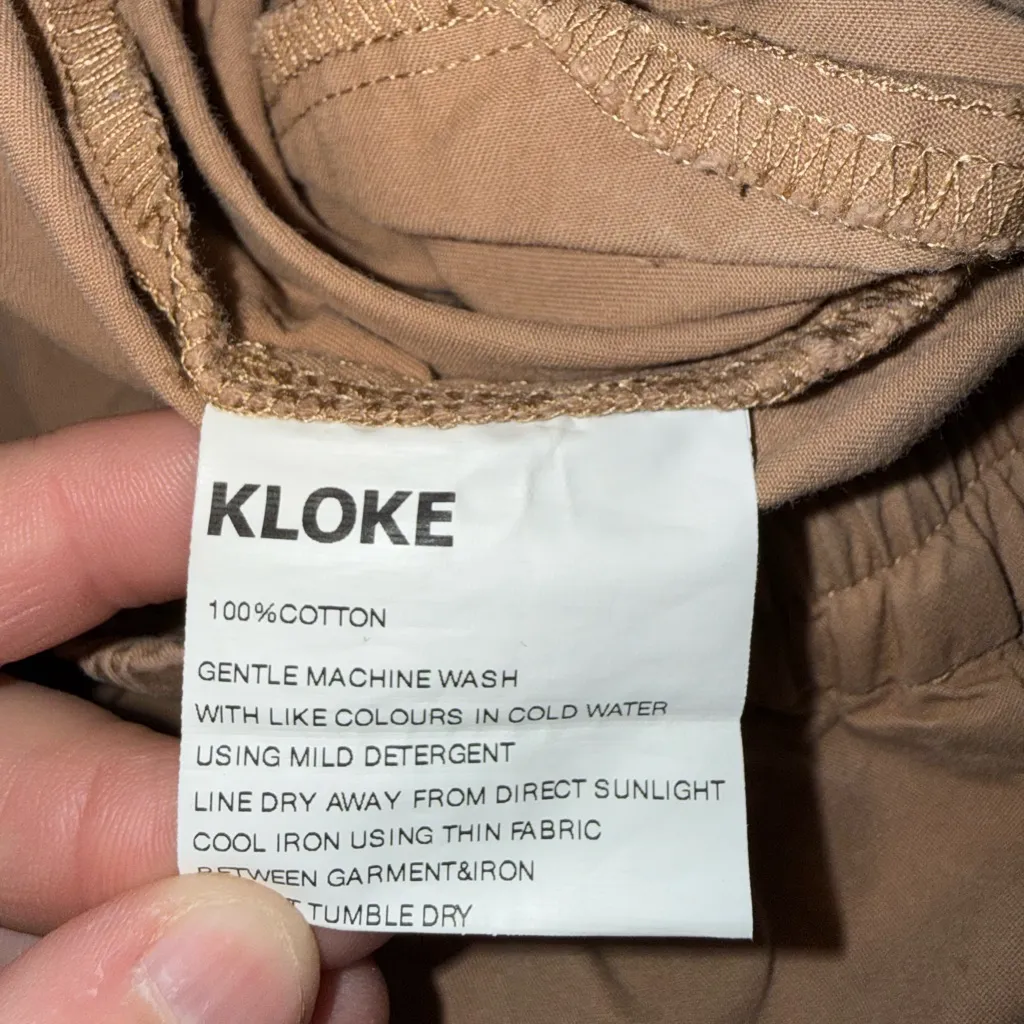 KLOKE
100%COTTON
GENTLE MACHINE WASH
WITH LIKE COLOURS IN COLD WATER
USING MILD DETERGENT
LINE DRY AWAY FROM DIRECT SUNLIGHT
COOL IRON USING THIN FABRIC
BETWEEN GARMENT&IRON
TUMBLE DRY